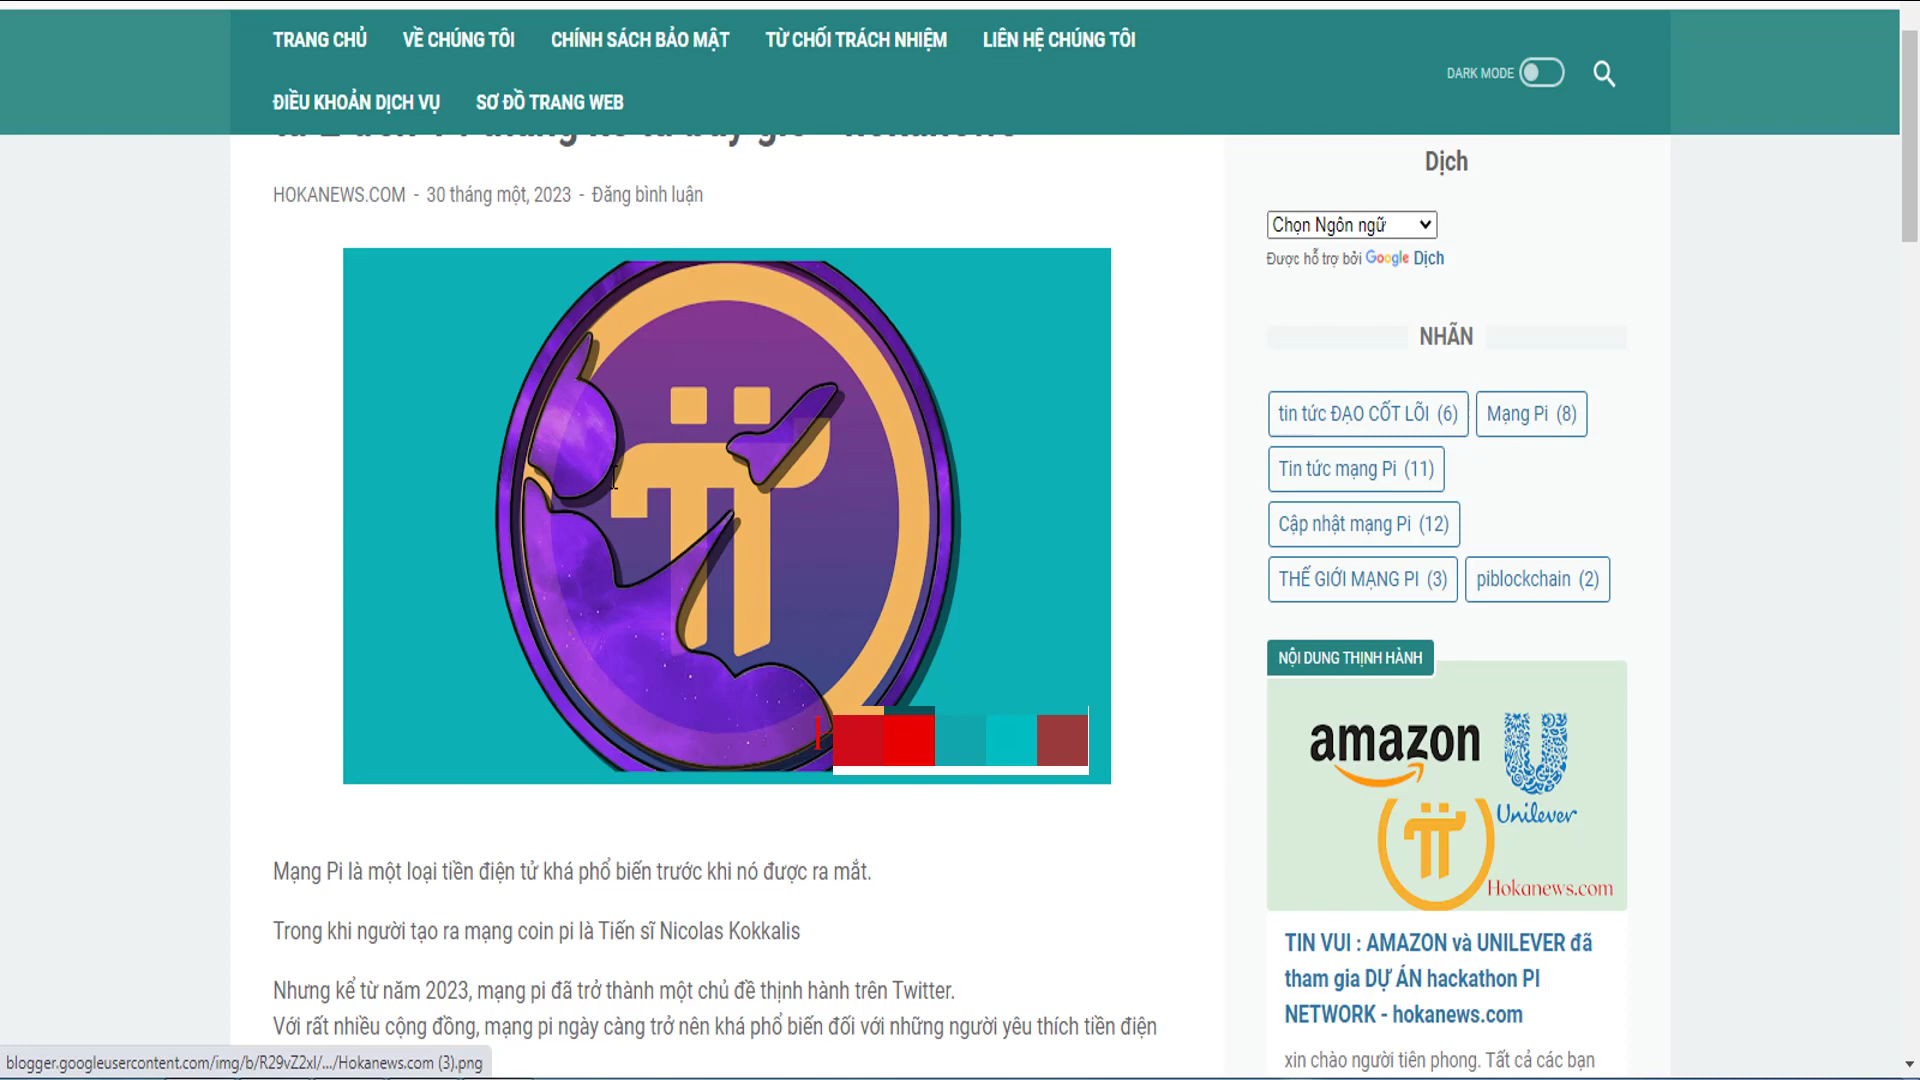 TRANG CHỦ VỀ CHÚNG TÔI CHÍNH SÁCH BẢO MẬT TỪ CHỐI TRÁCH NHIỆM LIÊN HỆ CHÚNG TÔI
ĐIỀU KHOẢN DỊCH VỤ SƠ ĐỒ TRANG WEB
DARK MODE
HOKANEWS.COM - 30 tháng một, 2023 - Đăng bình luận
Mạng Pi là một loại tiền điện tử khá phổ biến trước khi nó được ra mắt.
Trong khi người tạo ra mạng coin pi là Tiến sĩ Nicolas Kokkalis
Nhưng kể từ năm 2023, mạng pi đã trở thành một chủ đề thịnh hành trên Twitter.
Với rất nhiều cộng đồng, mạng pi ngày càng trở nên khá phổ biến đối với những người yêu thích tiền điện
Dịch
Chọn Ngôn ngữ
Được hỗ trợ bởi Google Dịch
NHÃN
tin tức ĐẠO CỐT LÕI (6) Mạng Pi (8)
Tin tức mạng Pi (11)
Cập nhật mạng Pi (12)
THẾ GIỚI MẠNG PI (3) piblockchain (2)
NỘI DUNG THỊNH HÀNH
amazon
Unilever
Hokanews.com
TIN VUI : AMAZON và UNILEVER đã
tham gia DỰ ÁN hackathon PI
NETWORK - hokanews.com
xin chào người tiên phong. Tất cả các bạn
blogger.googleusercontent.com/img/b/R29vZ2xl/.../Hokanews.com (3).png